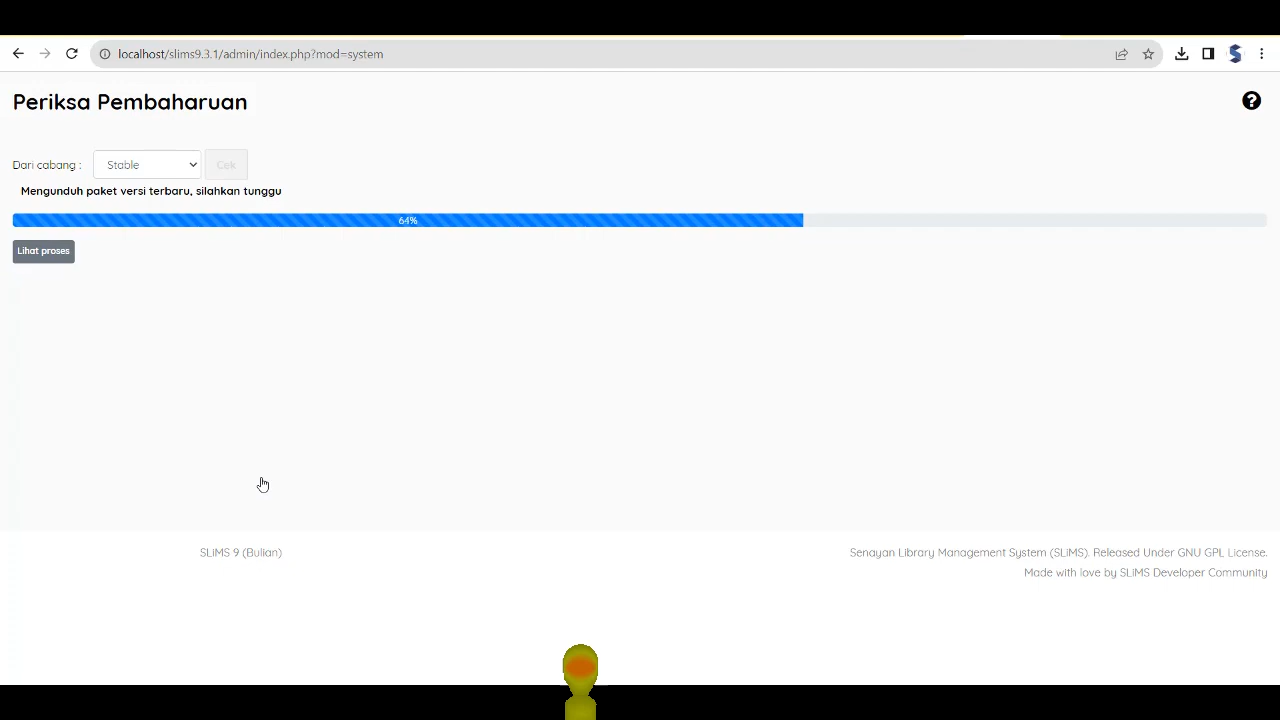 localhost/slims9.3.1/admin/index.php?mod=system
Periksa Pembaharuan
Dari cabang :
Stable
Cek
Mengunduh paket versi terbaru, silahkan tunggu
64%
Lihat proses
SLIMS 9 (Bulian)
Senayan Library Management System (SLiMS). Released Under GNU GPL License.
Made with love by SLiMS Developer Community